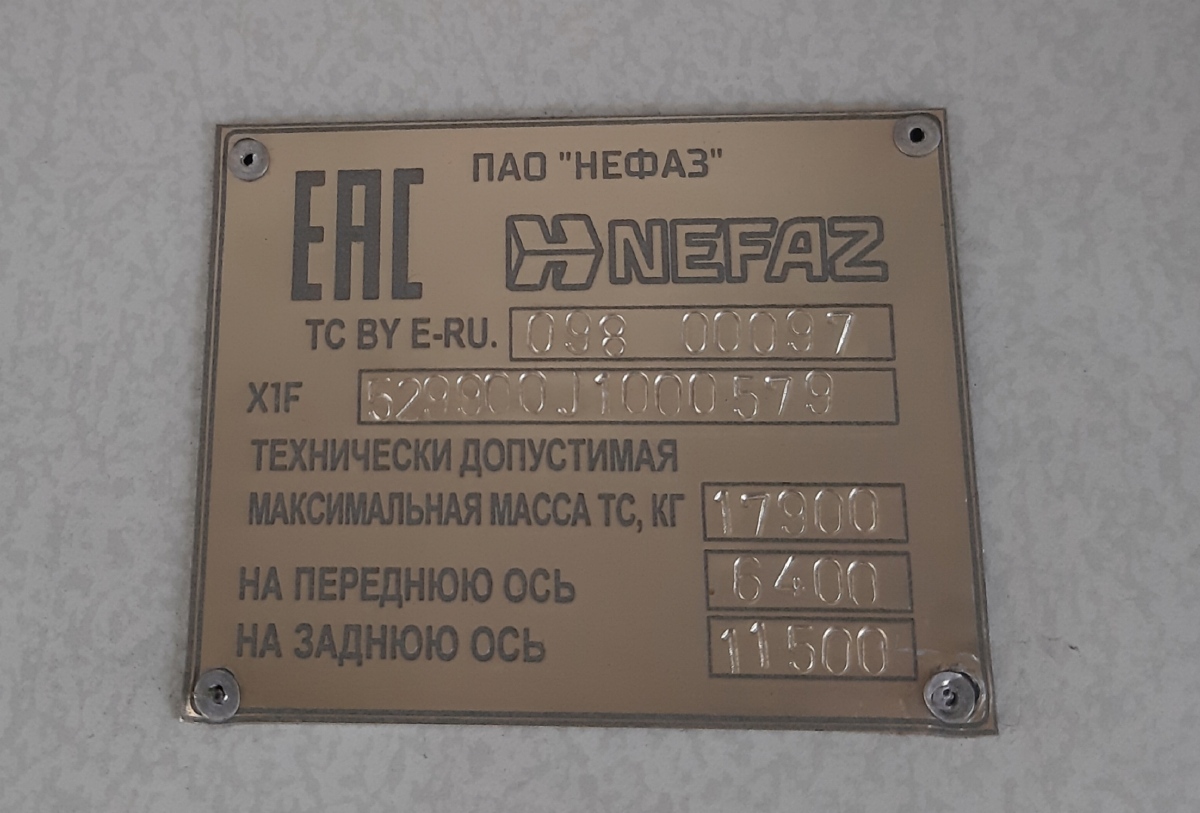 ЕАС
ПАО "НЕФАЗ"
NEFAZ
ТС BY E-RU. 098 00097
X1F 529900J1000579
ТЕХНИЧЕСКИ ДОПУСТИМАЯ
МАКСИМАЛЬНАЯ МАССА ТС, КГ 17900
НА ПЕРЕДНЮЮ ОСЬ 6400
НА ЗАДНЮЮ ОСЬ 11500